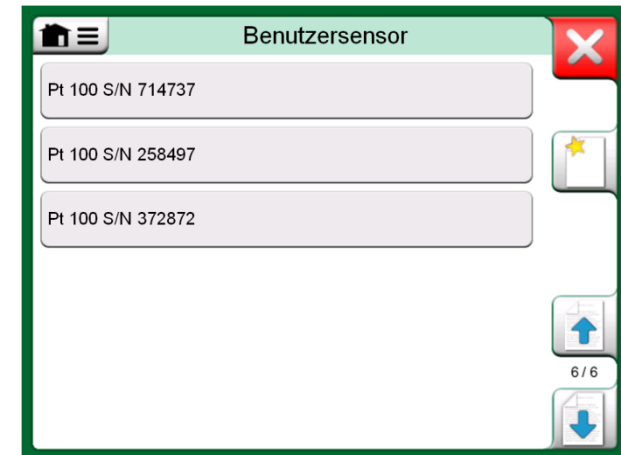 Benutzersensor
Pt 100 S/N 714737
Pt 100 S/N 258497
Pt 100 S/N 372872
6 / 6